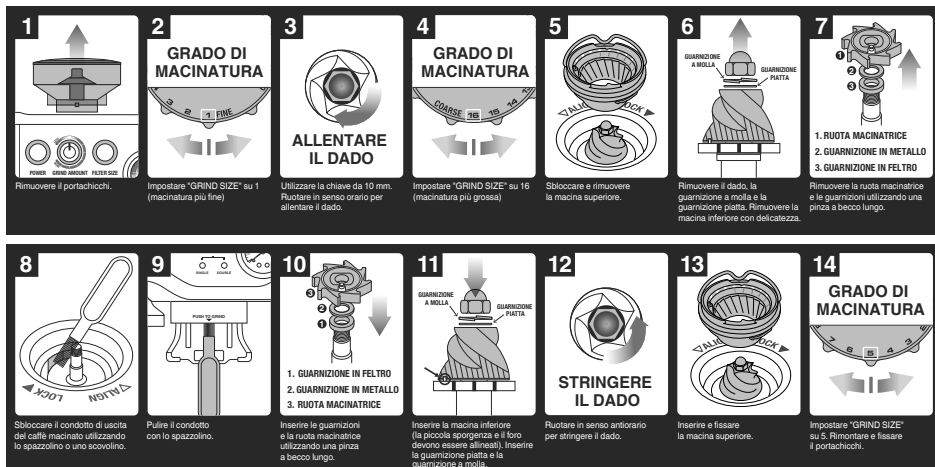 1
POWER GRIND AMOUNT FILTER SIZE
Rimuovere il portachicchi.
2
GRADO DI
MACINATURA
3 2 1 FINE
Impostare "GRIND SIZE" su 1
(macinatura più fine)
3
ALLENTARE
IL DADO
Utilizzare la chiave da 10 mm.
Ruotare in senso orario per
allentare il dado.
4
GRADO DI
MACINATURA
COARSE 16 15 14
Impostare "GRIND SIZE" su 16
(macinatura più grossa)
5
Sbloccare e rimuovere
la macina superiore.
6
GUARNIZIONE
A MOLLA
GUARNIZIONE
PIATTA
Rimuovere il dado, la
guarnizione a molla e la
guarnizione piatta. Rimuovere la
macina inferiore con delicatezza.
7
1
2
3
1. RUOTA MACINATRICE
2. GUARNIZIONE IN METALLO
3. GUARNIZIONE IN FELTRO
Rimuovere la ruota macinatrice
e le guarnizioni utilizzando una
pinza a becco lungo.
8
LOCK ALIGN
Sbloccare il condotto di uscita
del caffè macinato utilizzando
lo spazzolino o uno scovolino.
9
SINGLE DOUBLE
PUSH TO GRIND
Pulire il condotto
con lo spazzolino.
10
3
2
1
1. GUARNIZIONE IN FELTRO
2. GUARNIZIONE IN METALLO
3. RUOTA MACINATRICE
Inserire le guarnizioni
e la ruota macinatrice
utilizzando una pinza
a becco lungo.
11
GUARNIZIONE
A MOLLA
GUARNIZIONE
PIATTA
Inserire la macina inferiore
(la piccola sporgenza e il foro
devono essere allineati). Inserire
la guarnizione piatta e la
guarnizione a molla.
12
STRINGERE
IL DADO
Ruotare in senso antiorario
per stringere il dado.
13
Inserire e fissare
la macina superiore.
14
GRADO DI
MACINATURA
7 6 5 4 3
Impostare "GRIND SIZE"
su 5. Rimontare e fissare
il portachicchi.